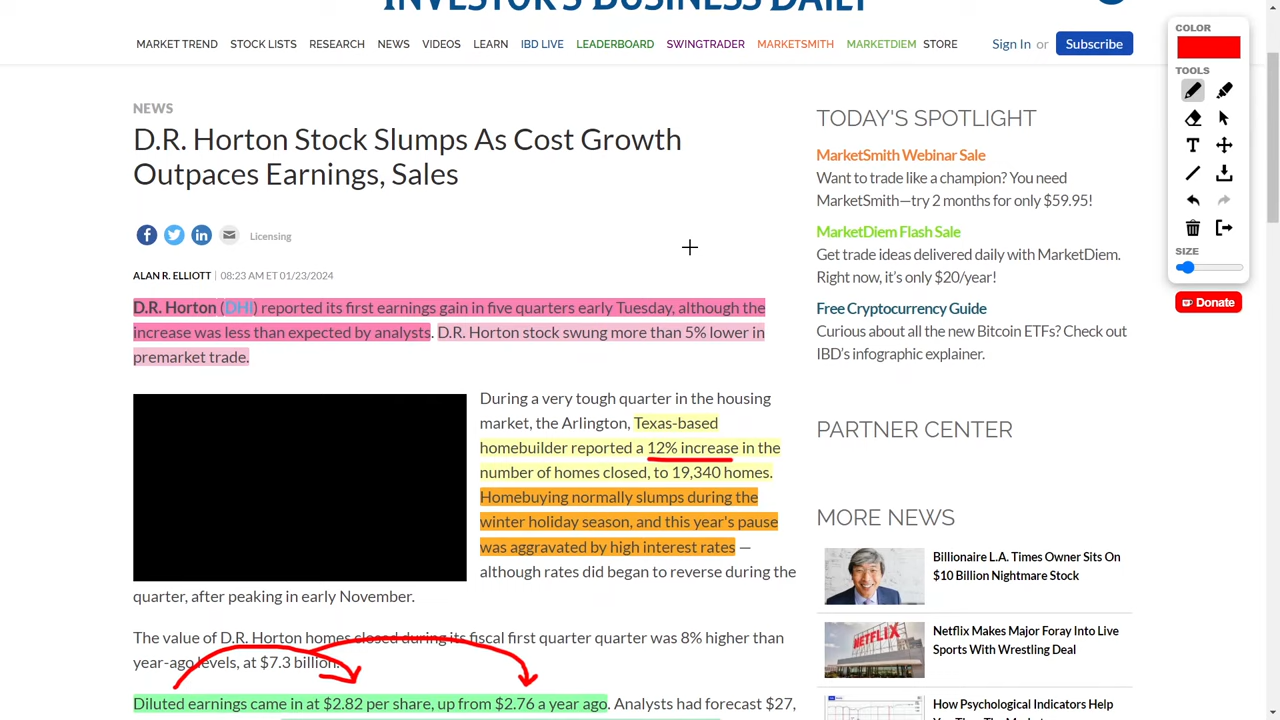 INVESTOR'S BUSINESS DAILY
MARKET TREND STOCK LISTS RESEARCH NEWS VIDEOS LEARN IBD LIVE LEADERBOARD SWINGTRADER MARKETSMITH MARKETDIEM STORE
Sign In or Subscribe
NEWS
D.R. Horton Stock Slumps As Cost Growth
Outpaces Earnings, Sales
Licensing
ALAN R. ELLIOTT | 08:23 AM ET 01/23/2024
D.R. Horton (DHI) reported its first earnings gain in five quarters early Tuesday, although the
increase was less than expected by analysts. D.R. Horton stock swung more than 5% lower in
premarket trade.
During a very tough quarter in the housing
market, the Arlington, Texas-based
homebuilder reported a 12% increase in the
number of homes closed, to 19,340 homes.
Homebuying normally slumps during the
winter holiday season, and this year's pause
was aggravated by high interest rates —
although rates did began to reverse during the
quarter, after peaking in early November.
The value of D.R. Horton homes closed during its fiscal first quarter quarter was 8% higher than
year-ago levels, at $7.3 billion.
Diluted earnings came in at $2.82 per share, up from $2.76 a year ago. Analysts had forecast $27,
TODAY'S SPOTLIGHT
MarketSmith Webinar Sale
Want to trade like a champion? You need
MarketSmith—try 2 months for only $59.95!
MarketDiem Flash Sale
Get trade ideas delivered daily with MarketDiem.
Right now, it's only $20/year!
Free Cryptocurrency Guide
Curious about all the new Bitcoin ETFs? Check out
IBD's infographic explainer.
PARTNER CENTER
MORE NEWS
Billionaire L.A. Times Owner Sits On
$10 Billion Nightmare Stock
NETFLIX
Netflix Makes Major Foray Into Live
Sports With Wrestling Deal
How Psychological Indicators Can
COLOR
TOOLS
T
SIZE
Donate